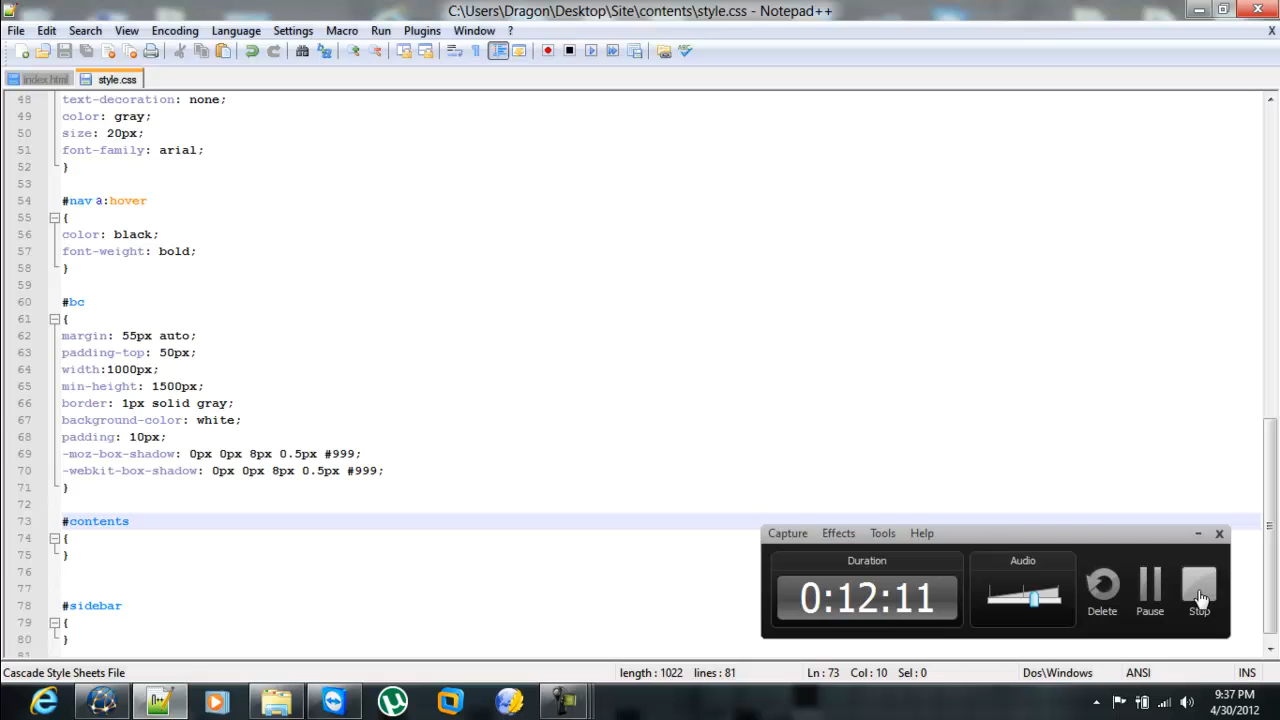 C:\Users\Dragon\Desktop\Site\contents\style.css - Notepad++
File Edit Search View Encoding Language Settings Macro Run Plugins Window ? X
index.html style.css
48 text-decoration: none;
49 color: gray;
50 size: 20px;
51 font-family: arial;
52 }
53
54 #nav a:hover
55 {
56 color: black;
57 font-weight: bold;
58 }
59
60 #bc
61 {
62 margin: 55px auto;
63 padding-top: 50px;
64 width:1000px;
65 min-height: 1500px;
66 border: 1px solid gray;
67 background-color: white;
68 padding: 10px;
69 -moz-box-shadow: 0px 0px 8px 0.5px #999;
70 -webkit-box-shadow: 0px 0px 8px 0.5px #999;
71 }
72
73 #contents
74 {
75 }
76
77
78 #sidebar
79 {
80 }
81
Capture Effects Tools Help
Duration Audio
0:12:11
Delete Pause Stop
Cascade Style Sheets File length : 1022 lines : 81 Ln : 73 Col : 10 Sel : 0 Dos\Windows ANSI INS
9:37 PM
4/30/2012